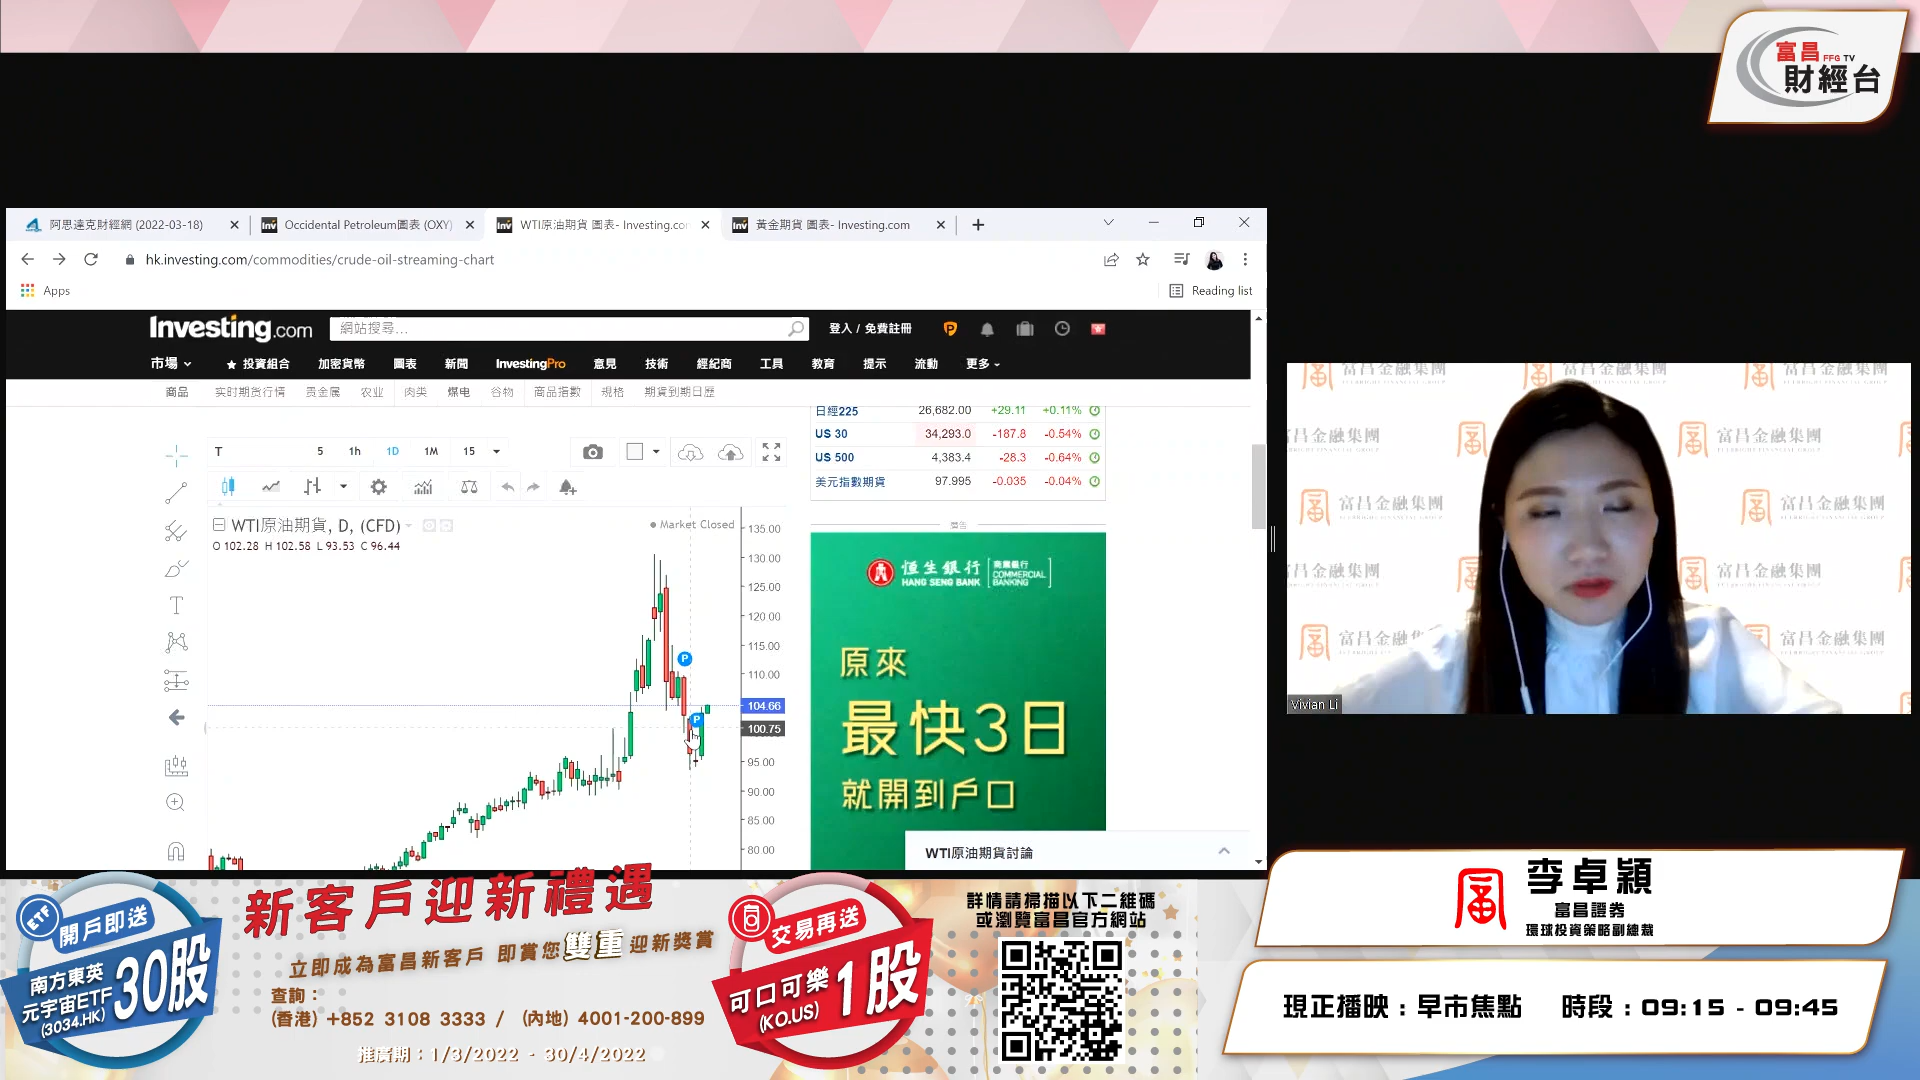 富昌 FFG TV
財經台
阿思達克財經網 (2022-03-18)
Occidental Petroleum圖表 (OXY)
WTI原油期貨 圖表- Investing.com
黃金期貨 圖表- Investing.com
hk.investing.com/commodities/crude-oil-streaming-chart
Apps
Reading list
Investing.com
網站搜尋...
登入 / 免費註冊
市場 投資組合 加密貨幣 圖表 新聞 InvestingPro 意見 技術 經紀商 工具 教育 提示 流動 更多
商品 实时期货行情 贵金属 农业 肉类 煤电 谷物 商品指數 規格 期貨到期日歷
日經225 26,682.00 +29.11 +0.11%
US 30 34,293.0 -187.8 -0.54%
US 500 4,383.4 -28.3 -0.64%
美元指數期貨 97.995 -0.035 -0.04%
T 5 1h 1D 1M 15
WTI原油期貨, D, (CFD)
Market Closed
O 102.28 H 102.58 L 93.53 C 96.44
135.00
130.00
125.00
120.00
115.00
110.00
104.66
100.75
95.00
90.00
85.00
80.00
P
P
恒生銀行
HANG SENG BANK
商業銀行
COMMERCIAL
BANKING
原來
最快3日
就開到戶口
WTI原油期貨討論
富昌金融集團
Vivian Li
ETF
開戶即送
南方東英
元宇宙ETF
(3034.HK)
30股
新客戶迎新禮遇
立即成為富昌新客戶 即賞您雙重迎新獎賞
查詢：
(香港) +852 3108 3333 / (內地) 4001-200-899
推廣期：1/3/2022 - 30/4/2022
交易再送
可口可樂
(KO.US)
1股
詳情請掃描以下二維碼
或瀏覽富昌官方網站
李卓穎
富昌證券
環球投資策略副總裁
現正播映：早市焦點 時段：09:15 - 09:45